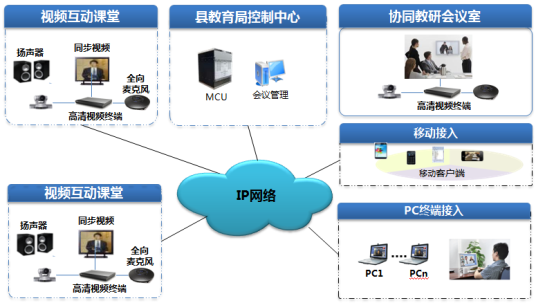 视频互动课堂
扬声器
同步视频
全向
麦克风
高清视频终端
县教育局控制中心
MCU
会议管理
协同教研会议室
高清视频终端
移动接入
移动客户端
IP网络
视频互动课堂
扬声器
同步视频
全向
麦克风
高清视频终端
PC终端接入
PC1
....
PCn